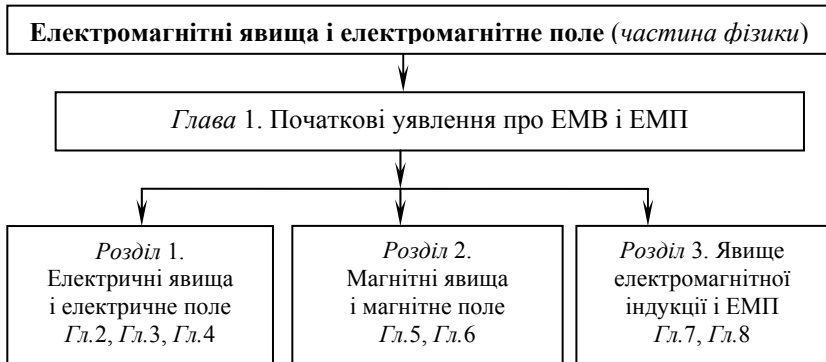 Електромагнітні явища і електромагнітне поле (частина фізики)
Глава 1. Початкові уявлення про ЕМВ і ЕМП
Розділ 1.
Електричні явища
і електричне поле
Гл.2, Гл.3, Гл.4
Розділ 2.
Магнітні явища
і магнітне поле
Гл.5, Гл.6
Розділ 3. Явище
електромагнітної
індукції і ЕМП
Гл.7, Гл.8